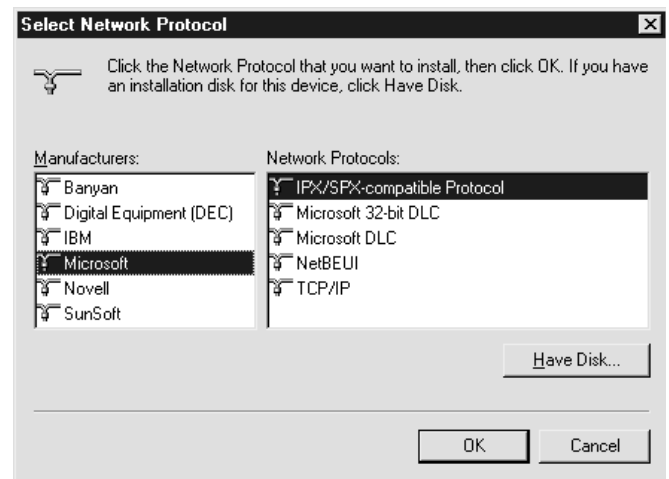 Select Network Protocol
Click the Network Protocol that you want to install, then click OK. If you have
an installation disk for this device, click Have Disk.
Manufacturers:
Banyan
Digital Equipment (DEC)
IBM
Microsoft
Novell
SunSoft
Network Protocols:
IPX/SPX-compatible Protocol
Microsoft 32-bit DLC
Microsoft DLC
NetBEUI
TCP/IP
Have Disk...
OK
Cancel